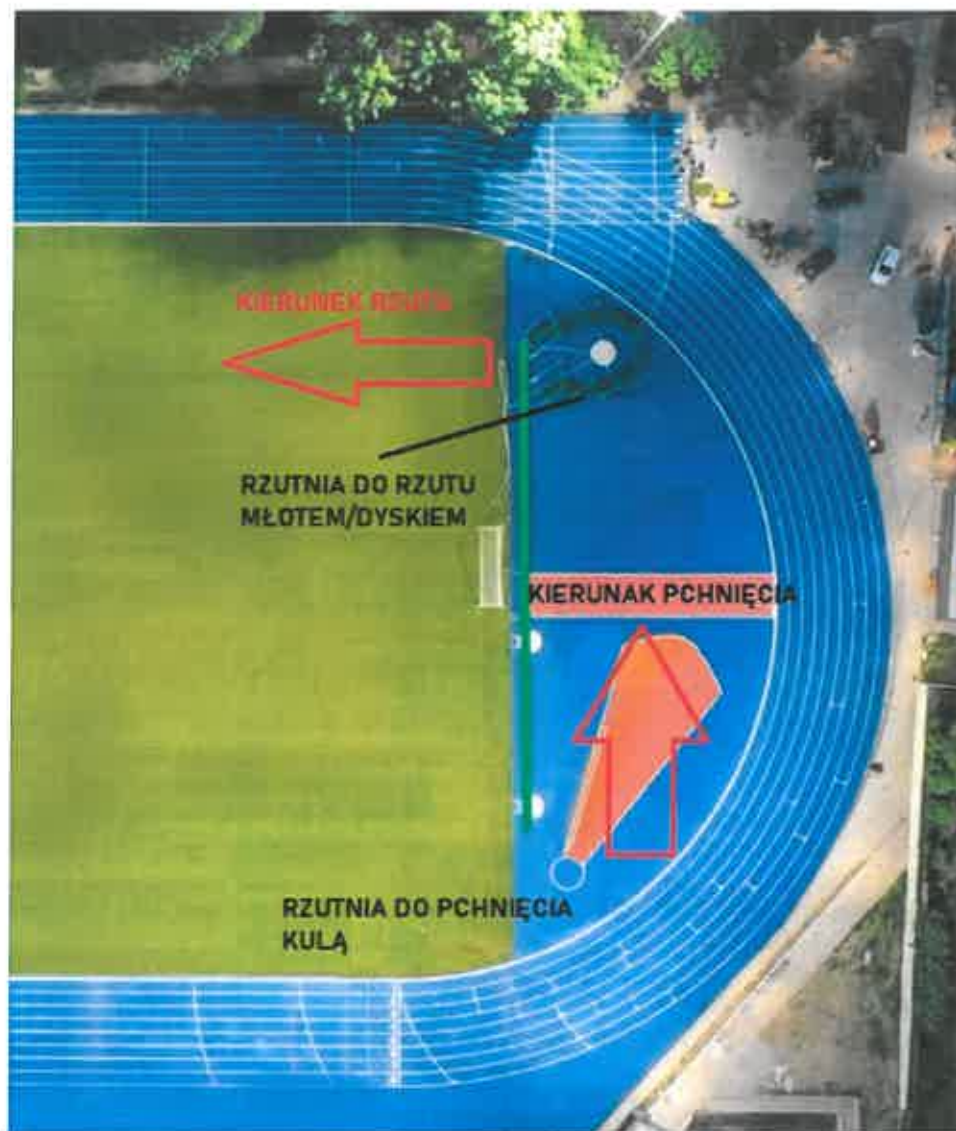 KIERUNEK RZUTU
RZUTNIA DO RZUTU
MŁOTEM/DYSKIEM
KIERUNAK PCHNIĘCIA
RZUTNIA DO PCHNIĘCIA
KULĄ